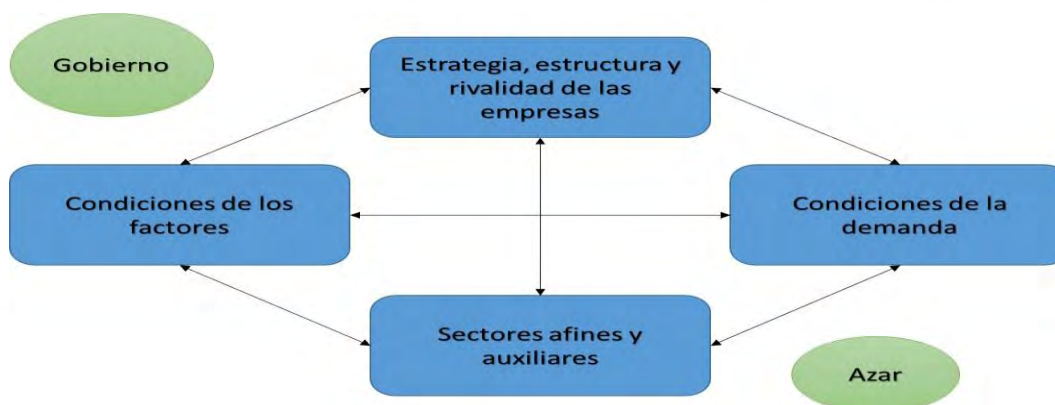 Gobierno
Estrategia, estructura y
rivalidad de las
empresas
Condiciones de los
factores
Condiciones de la
demanda
Sectores afines y
auxiliares
Azar